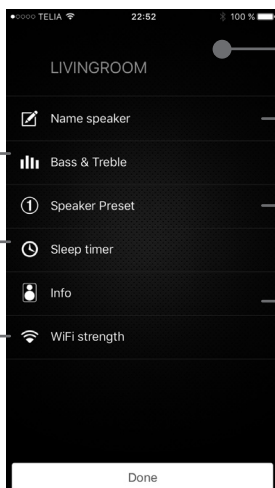 TELIA 22:52 100 %
LIVINGROOM
Name speaker
Bass & Treble
1 Speaker Preset
Sleep timer
Info
WiFi strength
Done